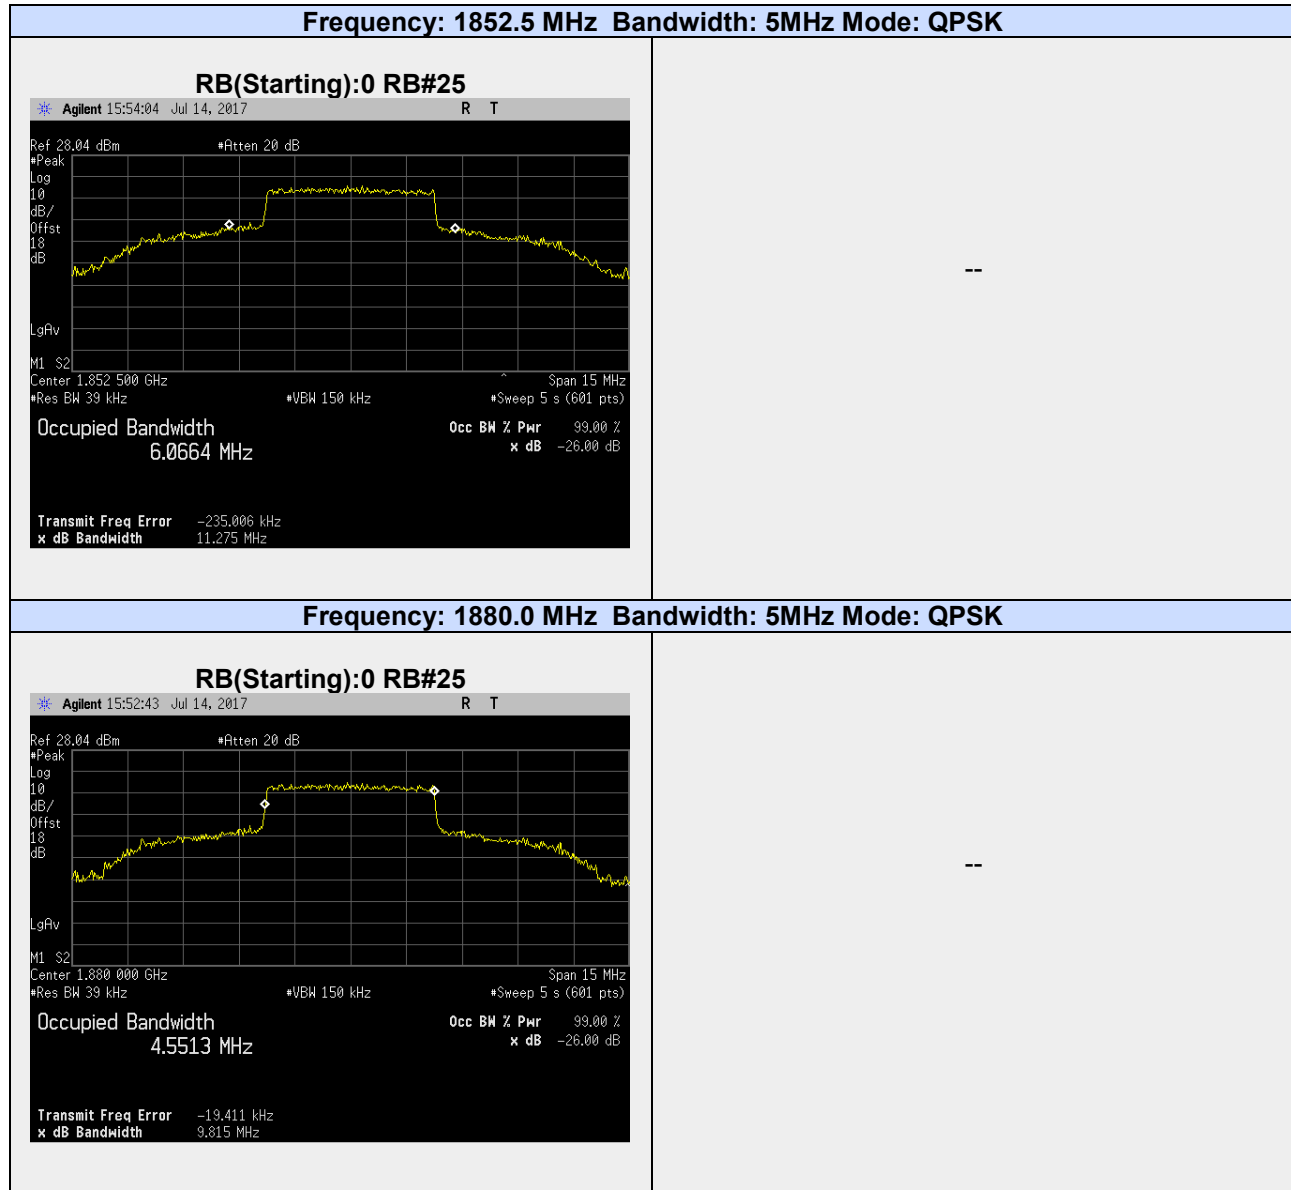 Frequency: 1852.5 MHz  Bandwidth: 5MHz Mode: QPSK
RB(Starting):0 RB#25
Agilent 15:54:04 Jul 14, 2017 R T
Ref 28.04 dBm #Atten 20 dB
#Peak
Log
10
dB/
Offst
18
dB
LgAv
M1 S2
Center 1.852 500 GHz ^ Span 15 MHz
#Res BW 39 kHz #VBW 150 kHz #Sweep 5 s (601 pts)
Occupied Bandwidth Occ BW % Pwr 99.00 %
6.0664 MHz x dB -26.00 dB
Transmit Freq Error -235.006 kHz
x dB Bandwidth 11.275 MHz
--
Frequency: 1880.0 MHz  Bandwidth: 5MHz Mode: QPSK
RB(Starting):0 RB#25
Agilent 15:52:43 Jul 14, 2017 R T
Ref 28.04 dBm #Atten 20 dB
#Peak
Log
10
dB/
Offst
18
dB
LgAv
M1 S2
Center 1.880 000 GHz Span 15 MHz
#Res BW 39 kHz #VBW 150 kHz #Sweep 5 s (601 pts)
Occupied Bandwidth Occ BW % Pwr 99.00 %
4.5513 MHz x dB -26.00 dB
Transmit Freq Error -19.411 kHz
x dB Bandwidth 9.815 MHz
--